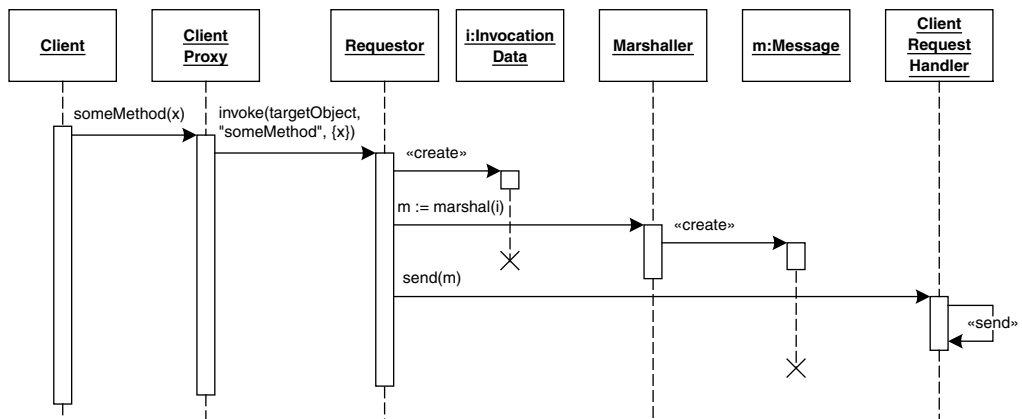 Client
Client
Proxy
Requestor
i:Invocation
Data
Marshaller
m:Message
Client
Request
Handler
someMethod(x)
invoke(targetObject,
"someMethod", {x})
«create»
m := marshal(i)
«create»
send(m)
«send»